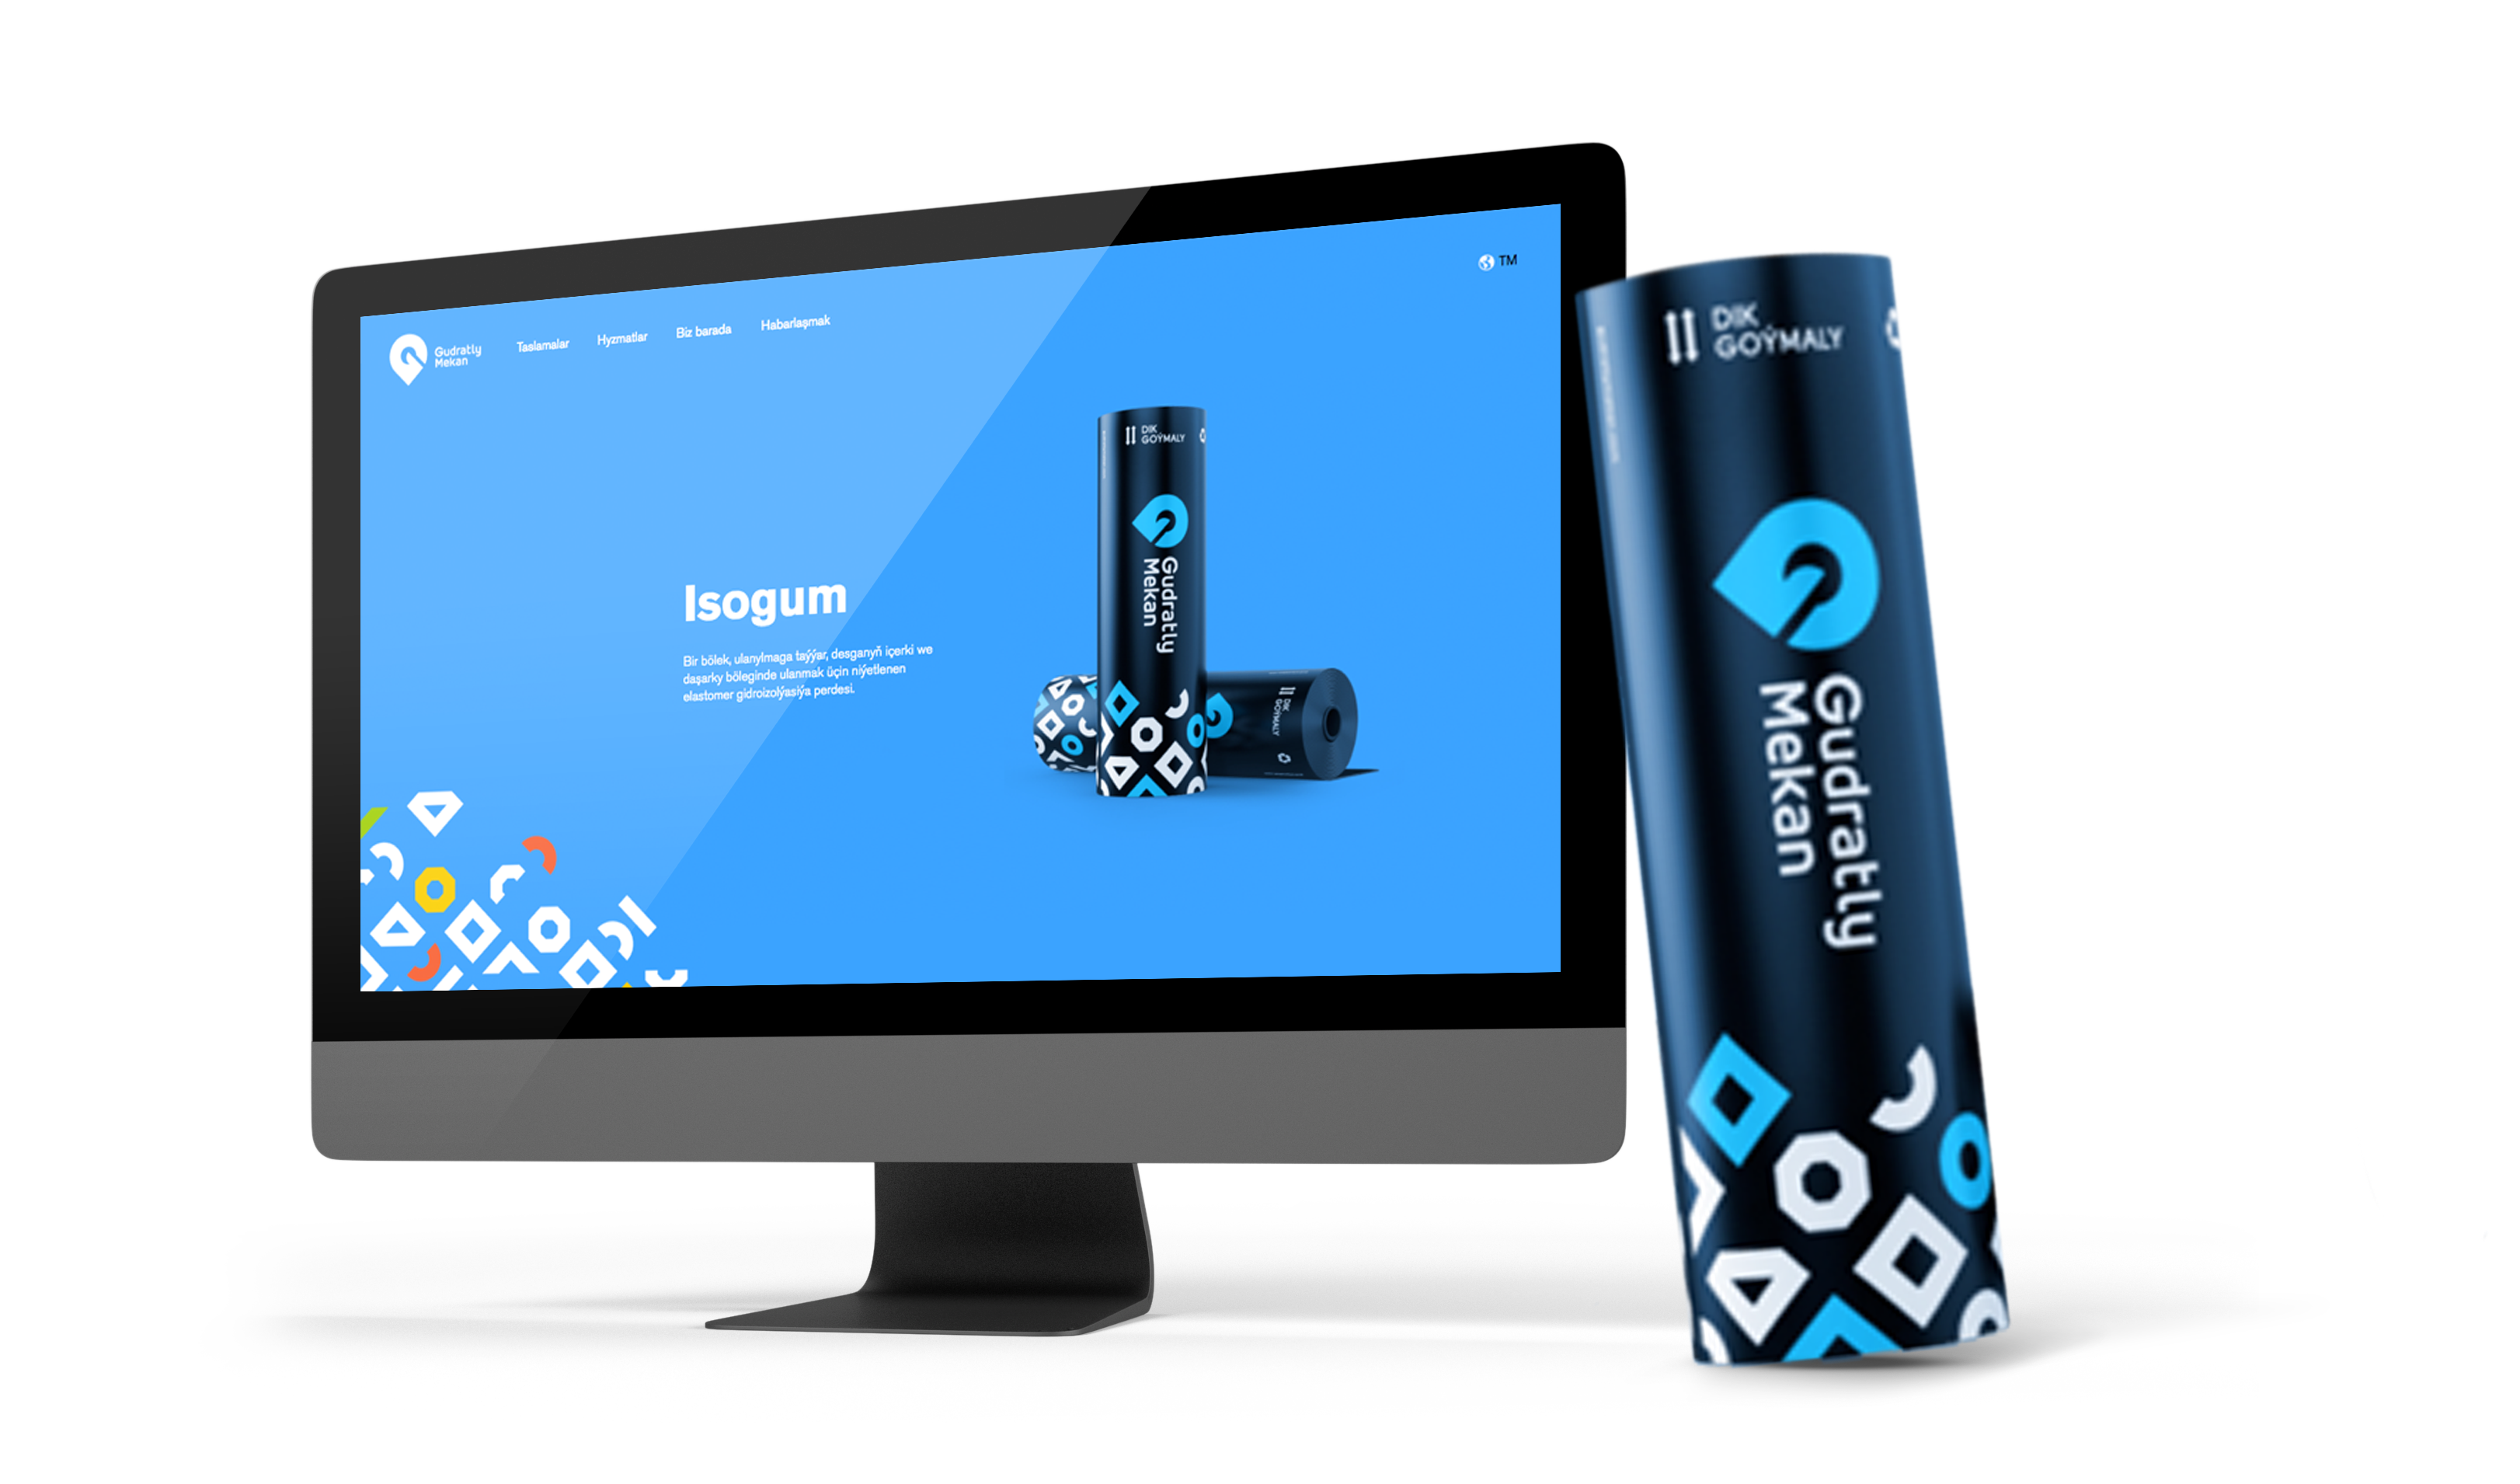 Gudratly
Mekan
Taslamalar
Hyzmatlar
Biz barada
Habarlaşmak
TM
Isogum
Bir bölek, ulanylmaga taýýar, desganyň içerki we
daşarky böleginde ulanmak üçin niýetlenen
elastomer gidroizolýasiýa perdesi.
DIK
GOÝMALY
Gudratly
Mekan
DIK
GOÝMALY
DIK
GOÝMALY
Gudratly
Mekan